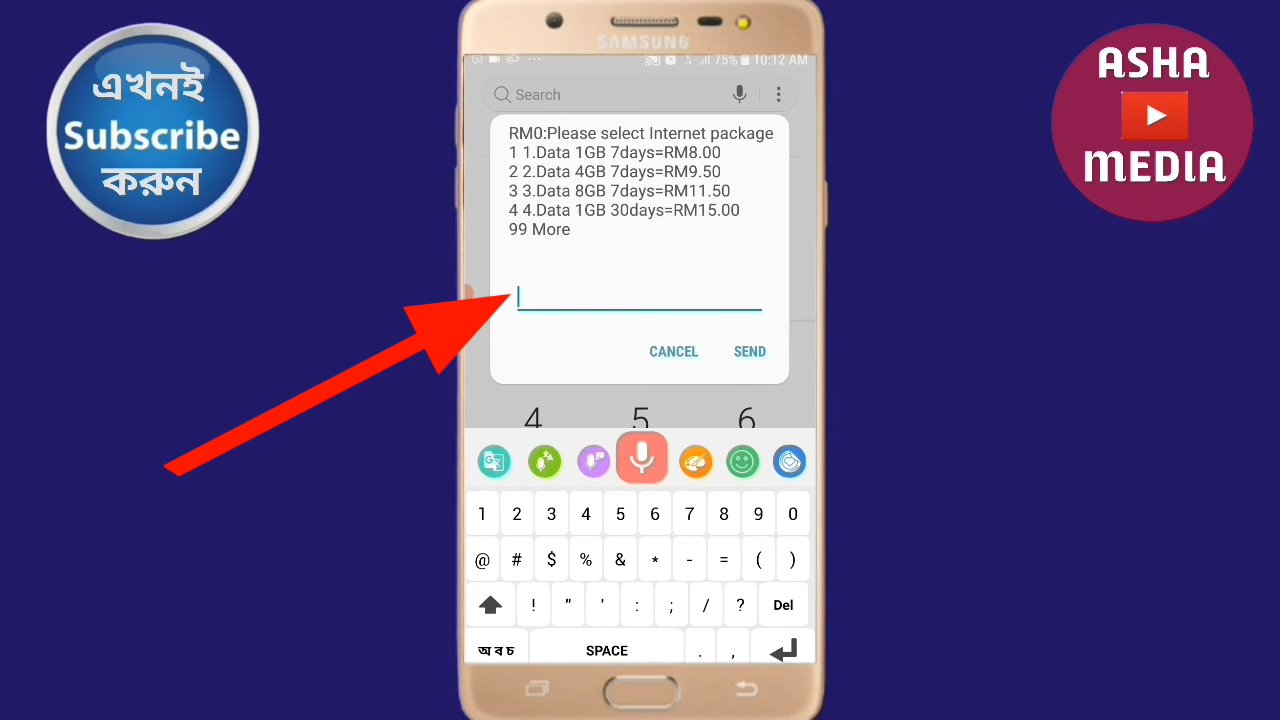 এখনই
Subscribe
করুন
ASHA
MEDIA
SAMSUNG
75% 10:12 AM
Search
RM0:Please select Internet package
1 1.Data 1GB 7days=RM8.00
2 2.Data 4GB 7days=RM9.50
3 3.Data 8GB 7days=RM11.50
4 4.Data 1GB 30days=RM15.00
99 More
CANCEL SEND
4 5 6
1 2 3 4 5 6 7 8 9 0
@ # $ % & * - = ( )
! " ' : ; / ? Del
অ ব চ SPACE . ,